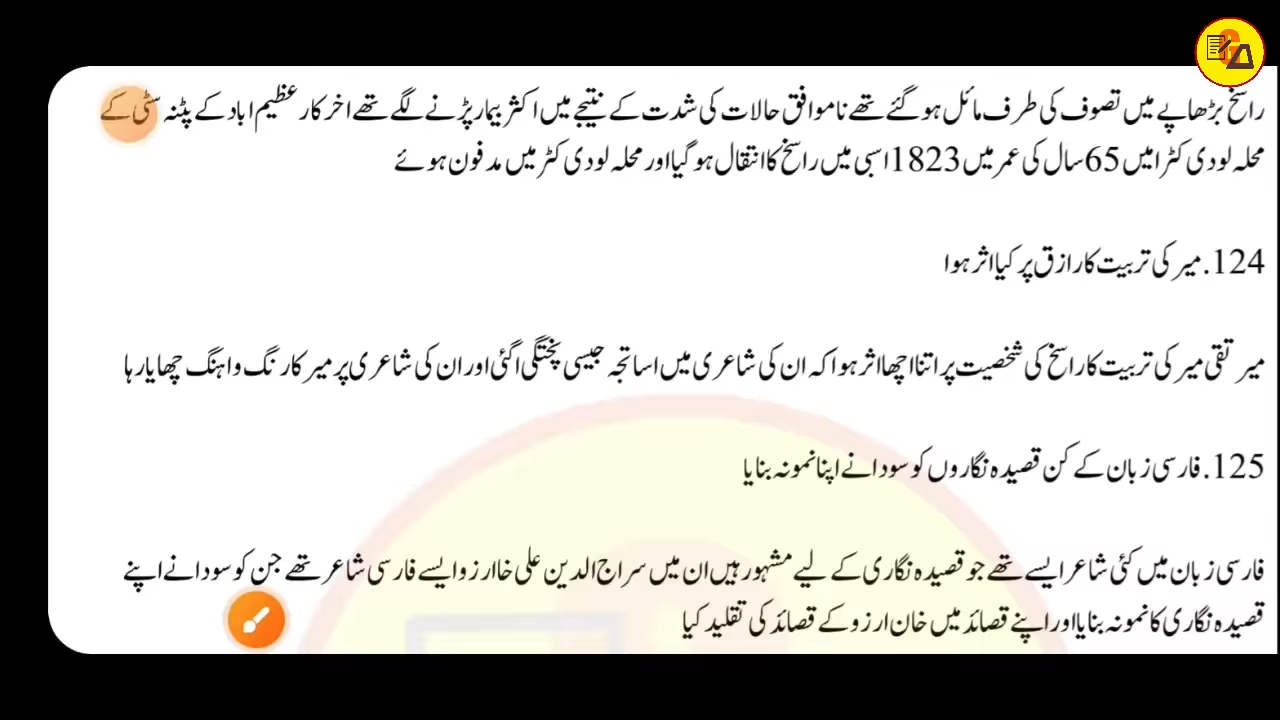 راسخ بڑھاپے میں تصوف کی طرف مائل ہو گئے تھے ناموافق حالات کی شدت کے نتیجے میں اکثر بیمار پڑنے لگے تھے اخر کار عظیم اباد کے پٹنہ سٹی کے
محلہ لودی کٹرا میں 65 سال کی عمر میں 1823 اسبی میں راسخ کا انتقال ہو گیا اور محلہ لودی کٹر میں مدفون ہوئے
124. میر کی تربیت کا رازق پر کیا اثر ہوا
میر تقی میر کی تربیت کا راسخ کی شخصیت پر اتنا اچھا اثر ہوا کہ ان کی شاعری میں اساتجہ جیسی پختگی اگئی اور ان کی شاعری پر میر کا رنگ و اہنگ چھایا رہا
125. فارسی زبان کے کن قصیدہ نگاروں کو سودا نے اپنا نمونہ بنایا
فارسی زبان میں کئی شاعر ایسے تھے جو قصیدہ نگاری کے لیے مشہور ہیں ان میں سراج الدین علی خا ارزو ایسے فارسی شاعر تھے جن کو سودا نے اپنے
قصیدہ نگاری کا نمونہ بنایا اور اپنے قصائد میں خان ارزو کے قصائد کی تقلید کیا